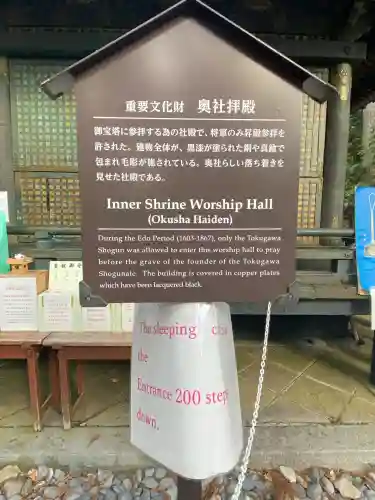 重要文化財 奥社拝殿
御宝塔に参拝する為の社殿で、将軍のみ昇殿参拝を
許された。建物全体が、黒漆が塗られた銅や真鍮で
包まれ毛彫が施されている。奥社らしい落ち着きを
見せた社殿である。
Inner Shrine Worship Hall
(Okusha Haiden)
During the Edo Period (1603-1867), only the Tokugawa
Shogun was allowed to enter this worship hall to pray
before the grave of the founder of the Tokugawa
Shogunate. The building is covered in copper plates
which have been lacquered black.
The sleeping
the
Entrance 200 step
down.